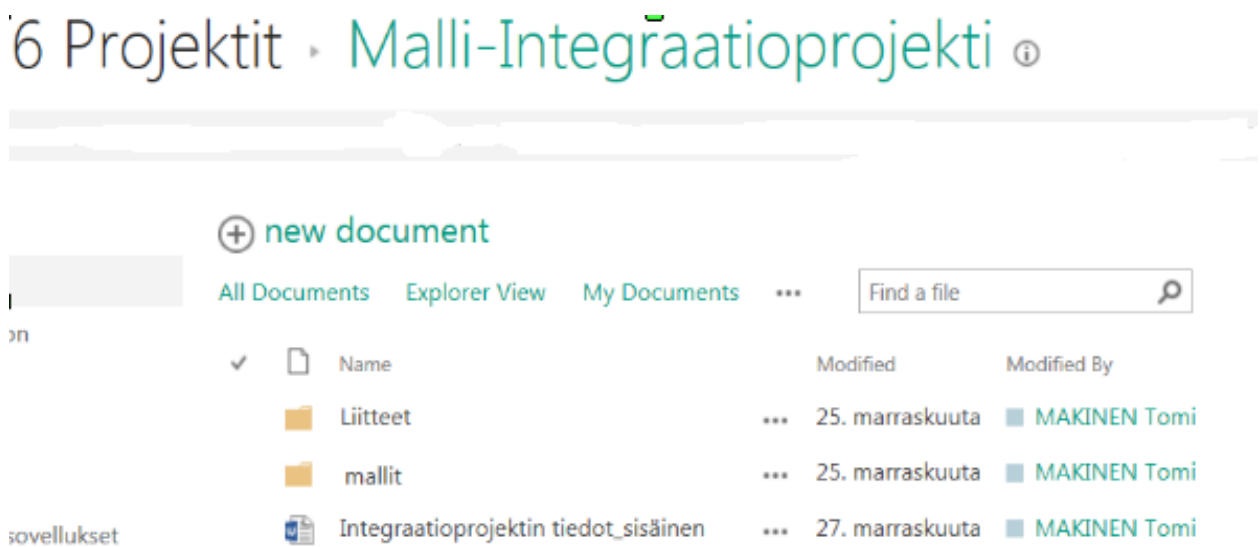 6 Projektit ▸ Malli-Integraatioprojekti
new document
All Documents Explorer View My Documents ••• Find a file
on
Name Modified Modified By
Liitteet ••• 25. marraskuuta MAKINEN Tomi
mallit ••• 25. marraskuuta MAKINEN Tomi
Integraatioprojektin tiedot_sisäinen ••• 27. marraskuuta MAKINEN Tomi
sovellukset